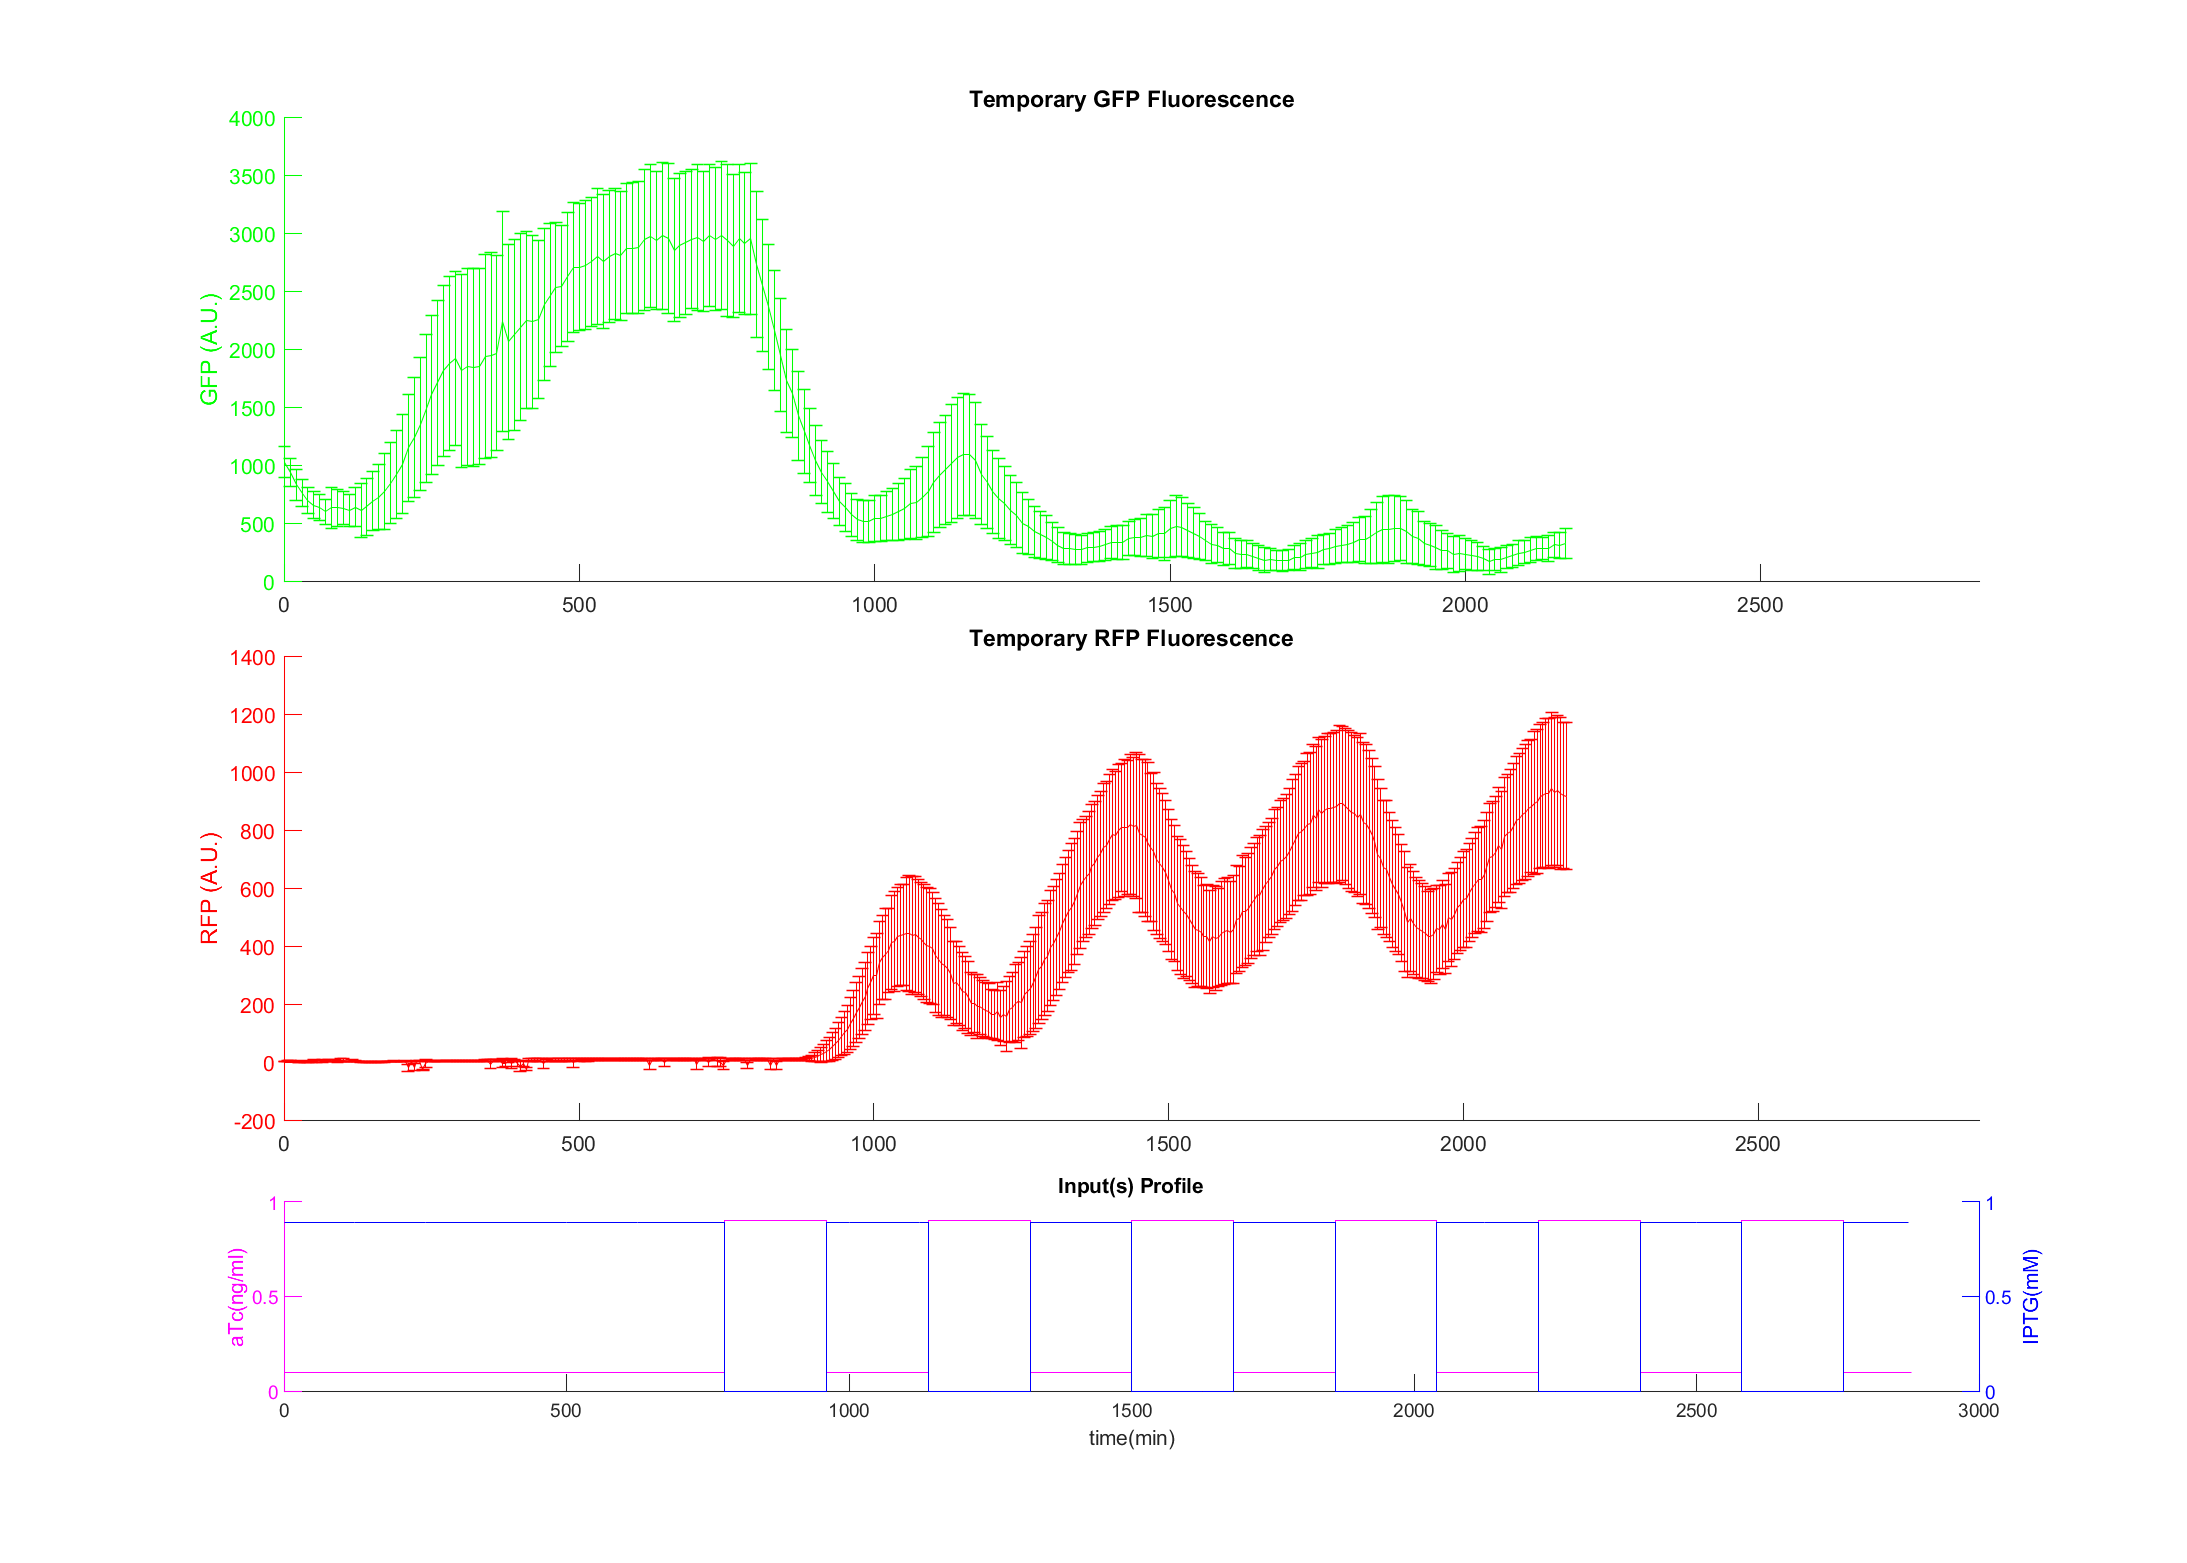 Temporary GFP Fluorescence
4000
3500
3000
2500
2000
1500
1000
500
0
GFP (A.U.)
0 500 1000 1500 2000 2500
Temporary RFP Fluorescence
1400
1200
1000
800
600
400
200
0
-200
RFP (A.U.)
0 500 1000 1500 2000 2500
Input(s) Profile
1
0.5
0
aTc(ng/ml)
1
0.5
0
IPTG(mM)
0 500 1000 1500 2000 2500 3000
time(min)